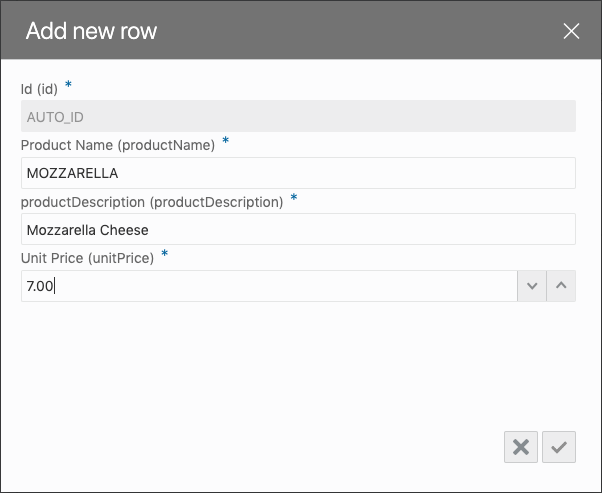 Add new row
Id (id) *
AUTO_ID
Product Name (productName) *
MOZZARELLA
productDescription (productDescription) *
Mozzarella Cheese
Unit Price (unitPrice) *
7.00